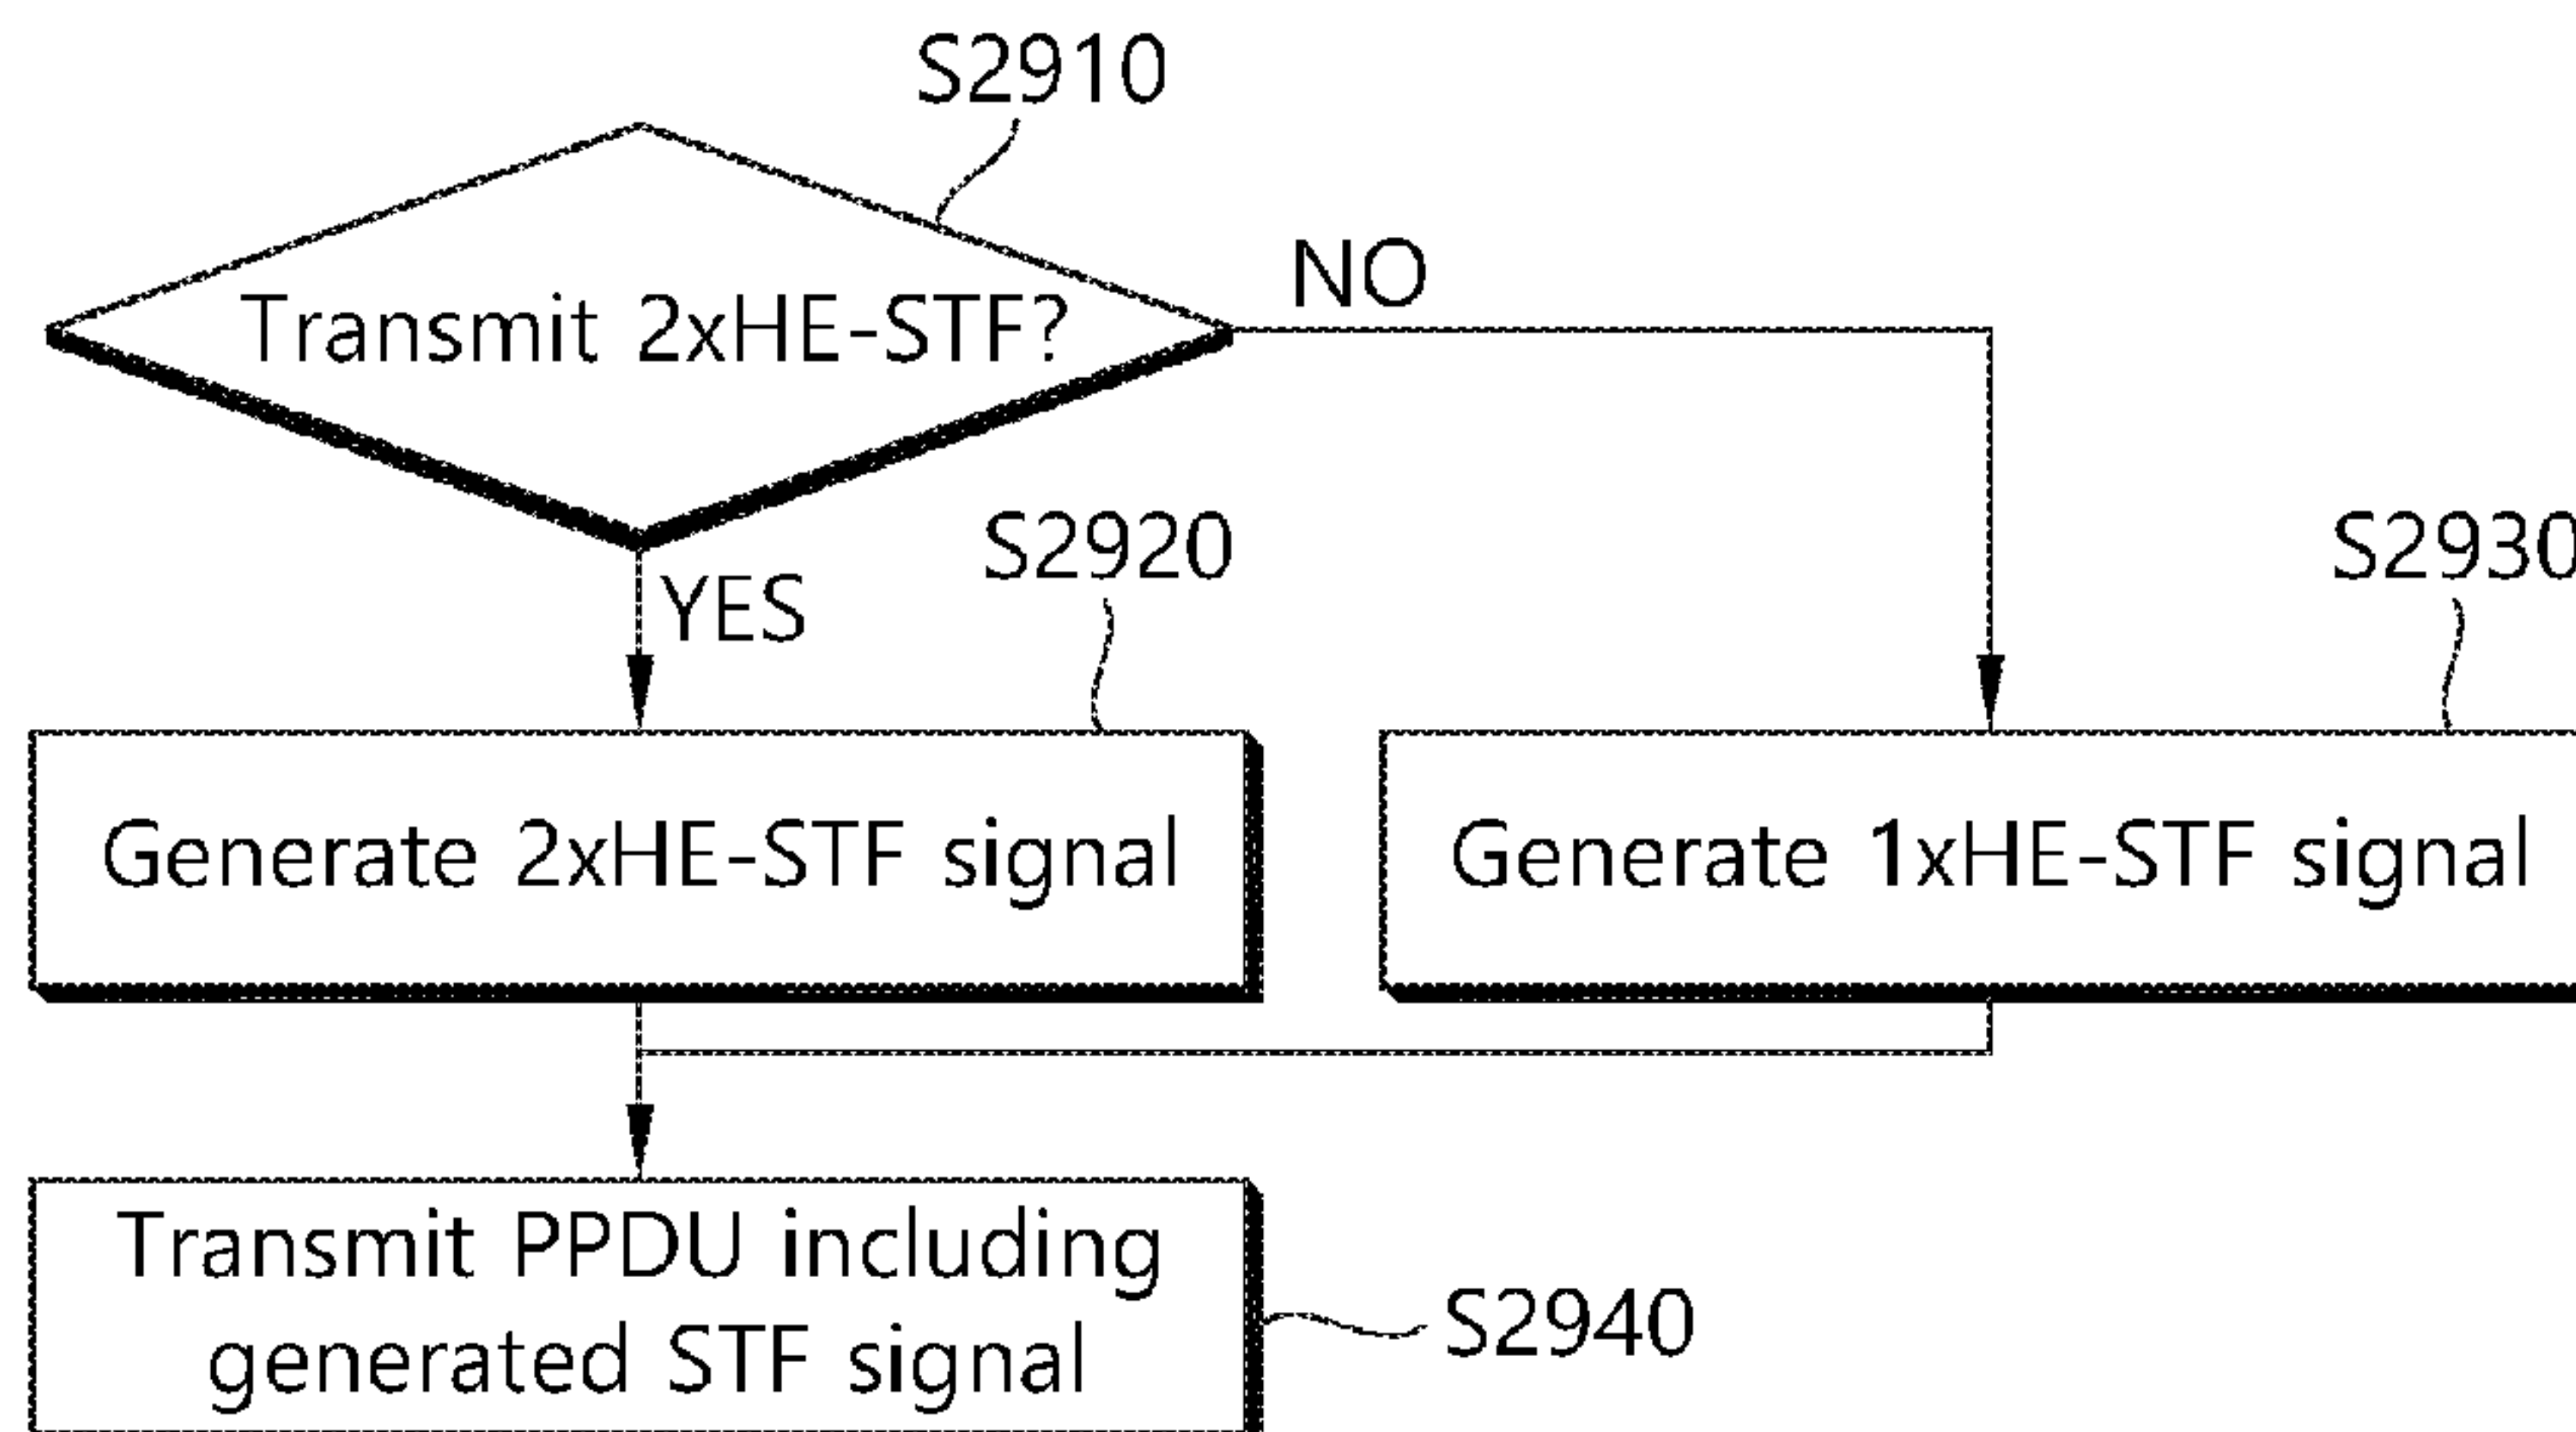 S2910
Transmit 2xHE-STF?
NO
YES
S2920
S2930
Generate 2xHE-STF signal
Generate 1xHE-STF signal
Transmit PPDU including
generated STF signal
S2940